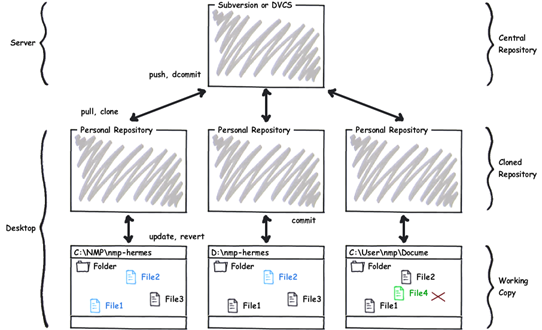 Subversion or DVCS
Server
Central
Repository
push, dcommit
pull, clone
Personal Repository
Personal Repository
Personal Repository
Cloned
Repository
Desktop
commit
update, revert
C:\NMP\nmp-hermes
D:\nmp-hermes
C:\User\nmp\Docume
Folder
File2
File1
File3
Folder
File2
File1
File3
Folder
File2
File4
File1
Working
Copy